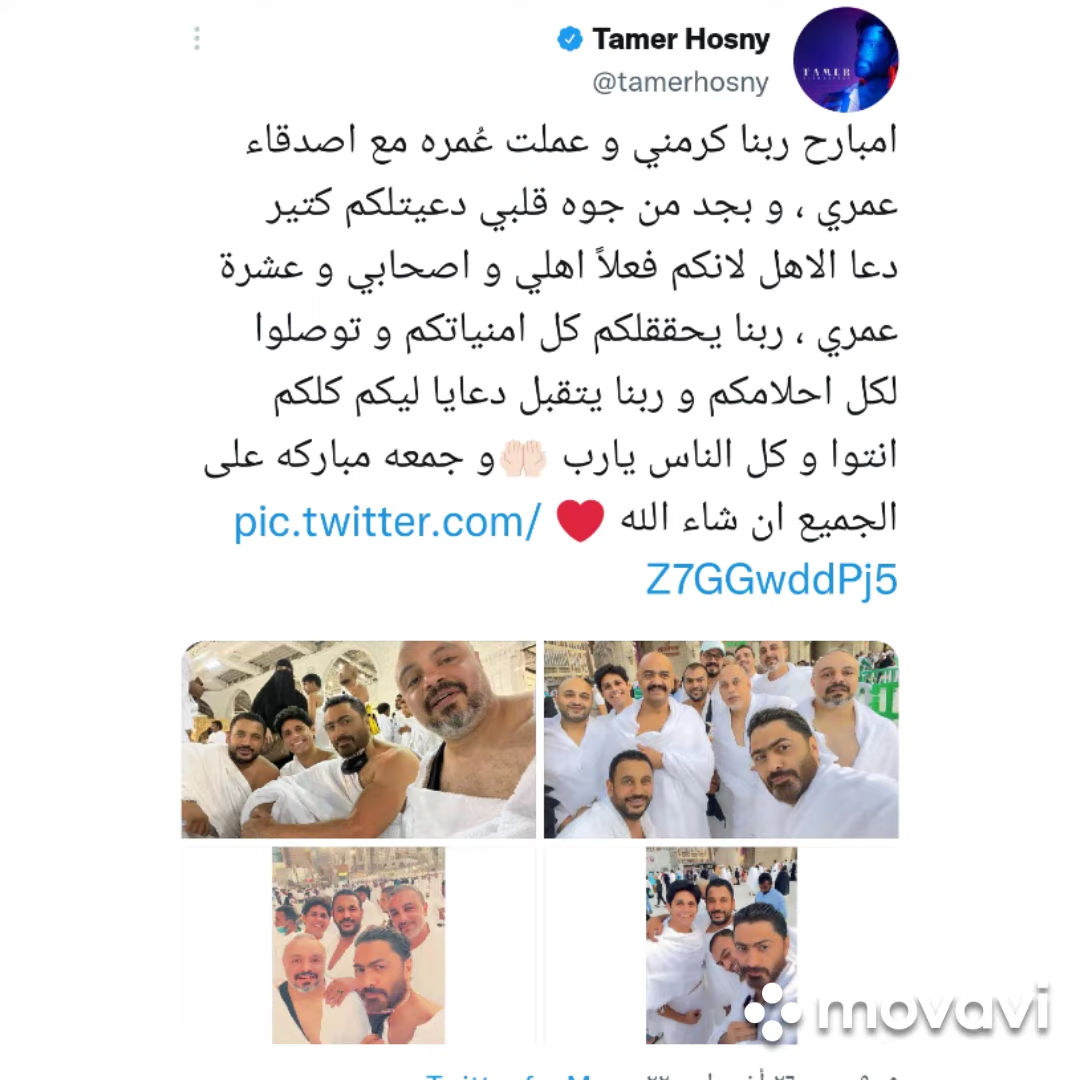 Tamer Hosny
@tamerhosny
TAMER
امبارح ربنا كرمني و عملت عُمره مع اصدقاء
عمري ، و بجد من جوه قلبي دعيتلكم كتير
دعا الاهل لانكم فعلاً اهلي و اصحابي و عشرة
عمري ، ربنا يحققلكم كل امنياتكم و توصلوا
لكل احلامكم و ربنا يتقبل دعايا ليكم كلكم
انتوا و كل الناس يارب 🤲🏻و جمعه مباركه على
الجميع ان شاء الله ❤️ pic.twitter.com/
Z7GGwddPj5
movavi